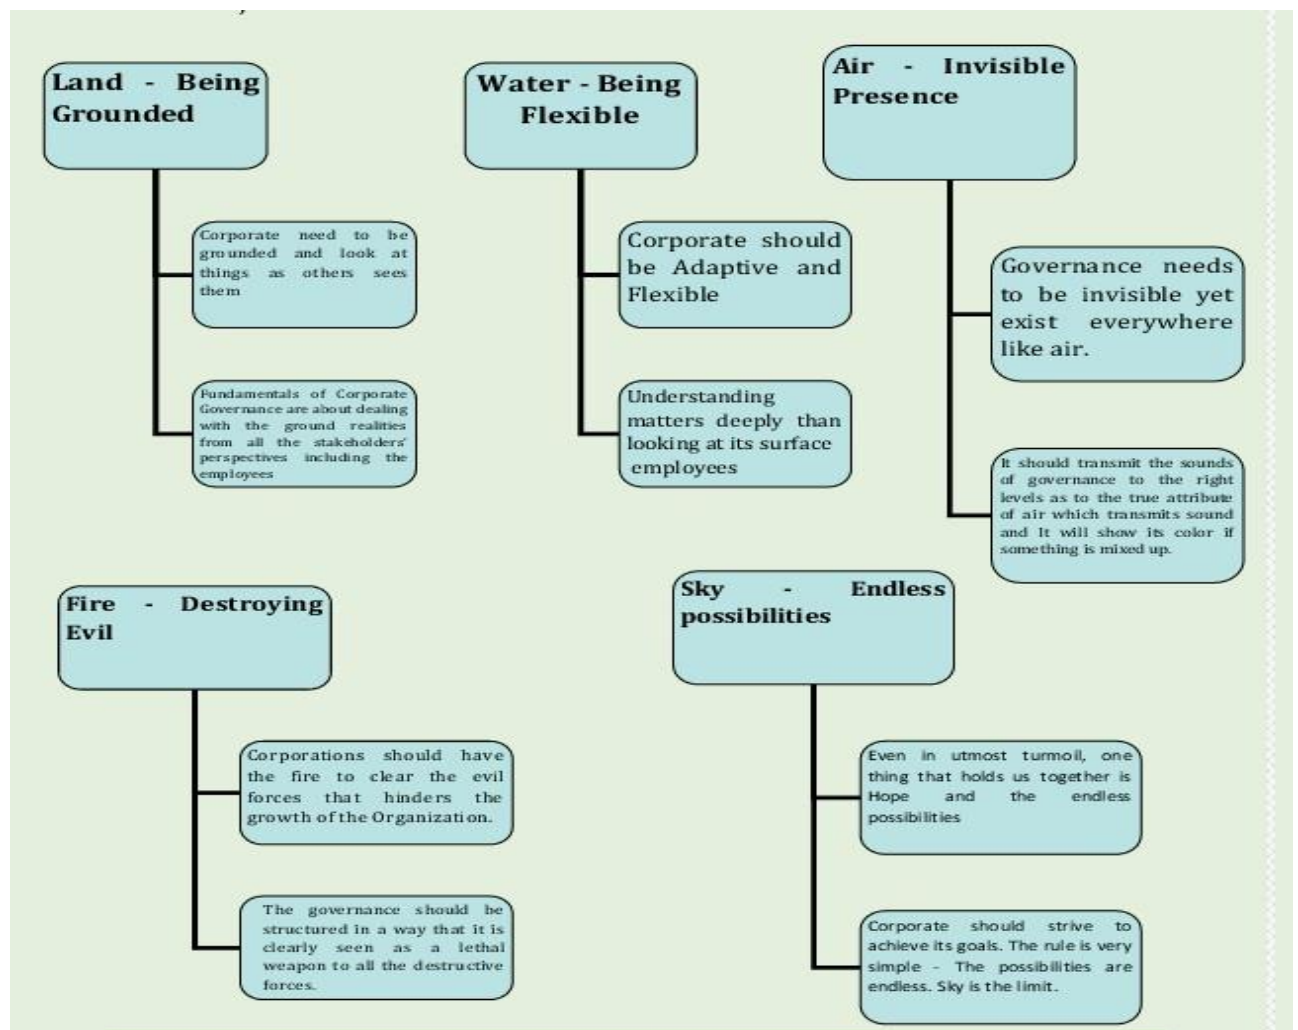 Land - Being
Grounded
Corporate need to be
grounded and look at
things as others sees
them
Fundamentals of Corporate
Governance are about dealing
with the ground realities
from all the stakeholders'
perspectives including the
employees
Water - Being
Flexible
Corporate should
be Adaptive and
Flexible
Understanding
matters deeply than
looking at its surface
employees
Air - Invisible
Presence
Governance needs
to be invisible yet
exist everywhere
like air.
It should transmit the sounds
of governance to the right
levels as to the true attribute
of air which transmits sound
and It will show its color if
something is mixed up.
Fire - Destroying
Evil
Corporations should have
the fire to clear the evil
forces that hinders the
growth of the Organization.
The governance should be
structured in a way that it is
clearly seen as a lethal
weapon to all the destructive
forces.
Sky - Endless
possibilities
Even in utmost turmoil, one
thing that holds us together is
Hope and the endless
possibilities
Corporate should strive to
achieve its goals. The rule is very
simple - The possibilities are
endless. Sky is the limit.